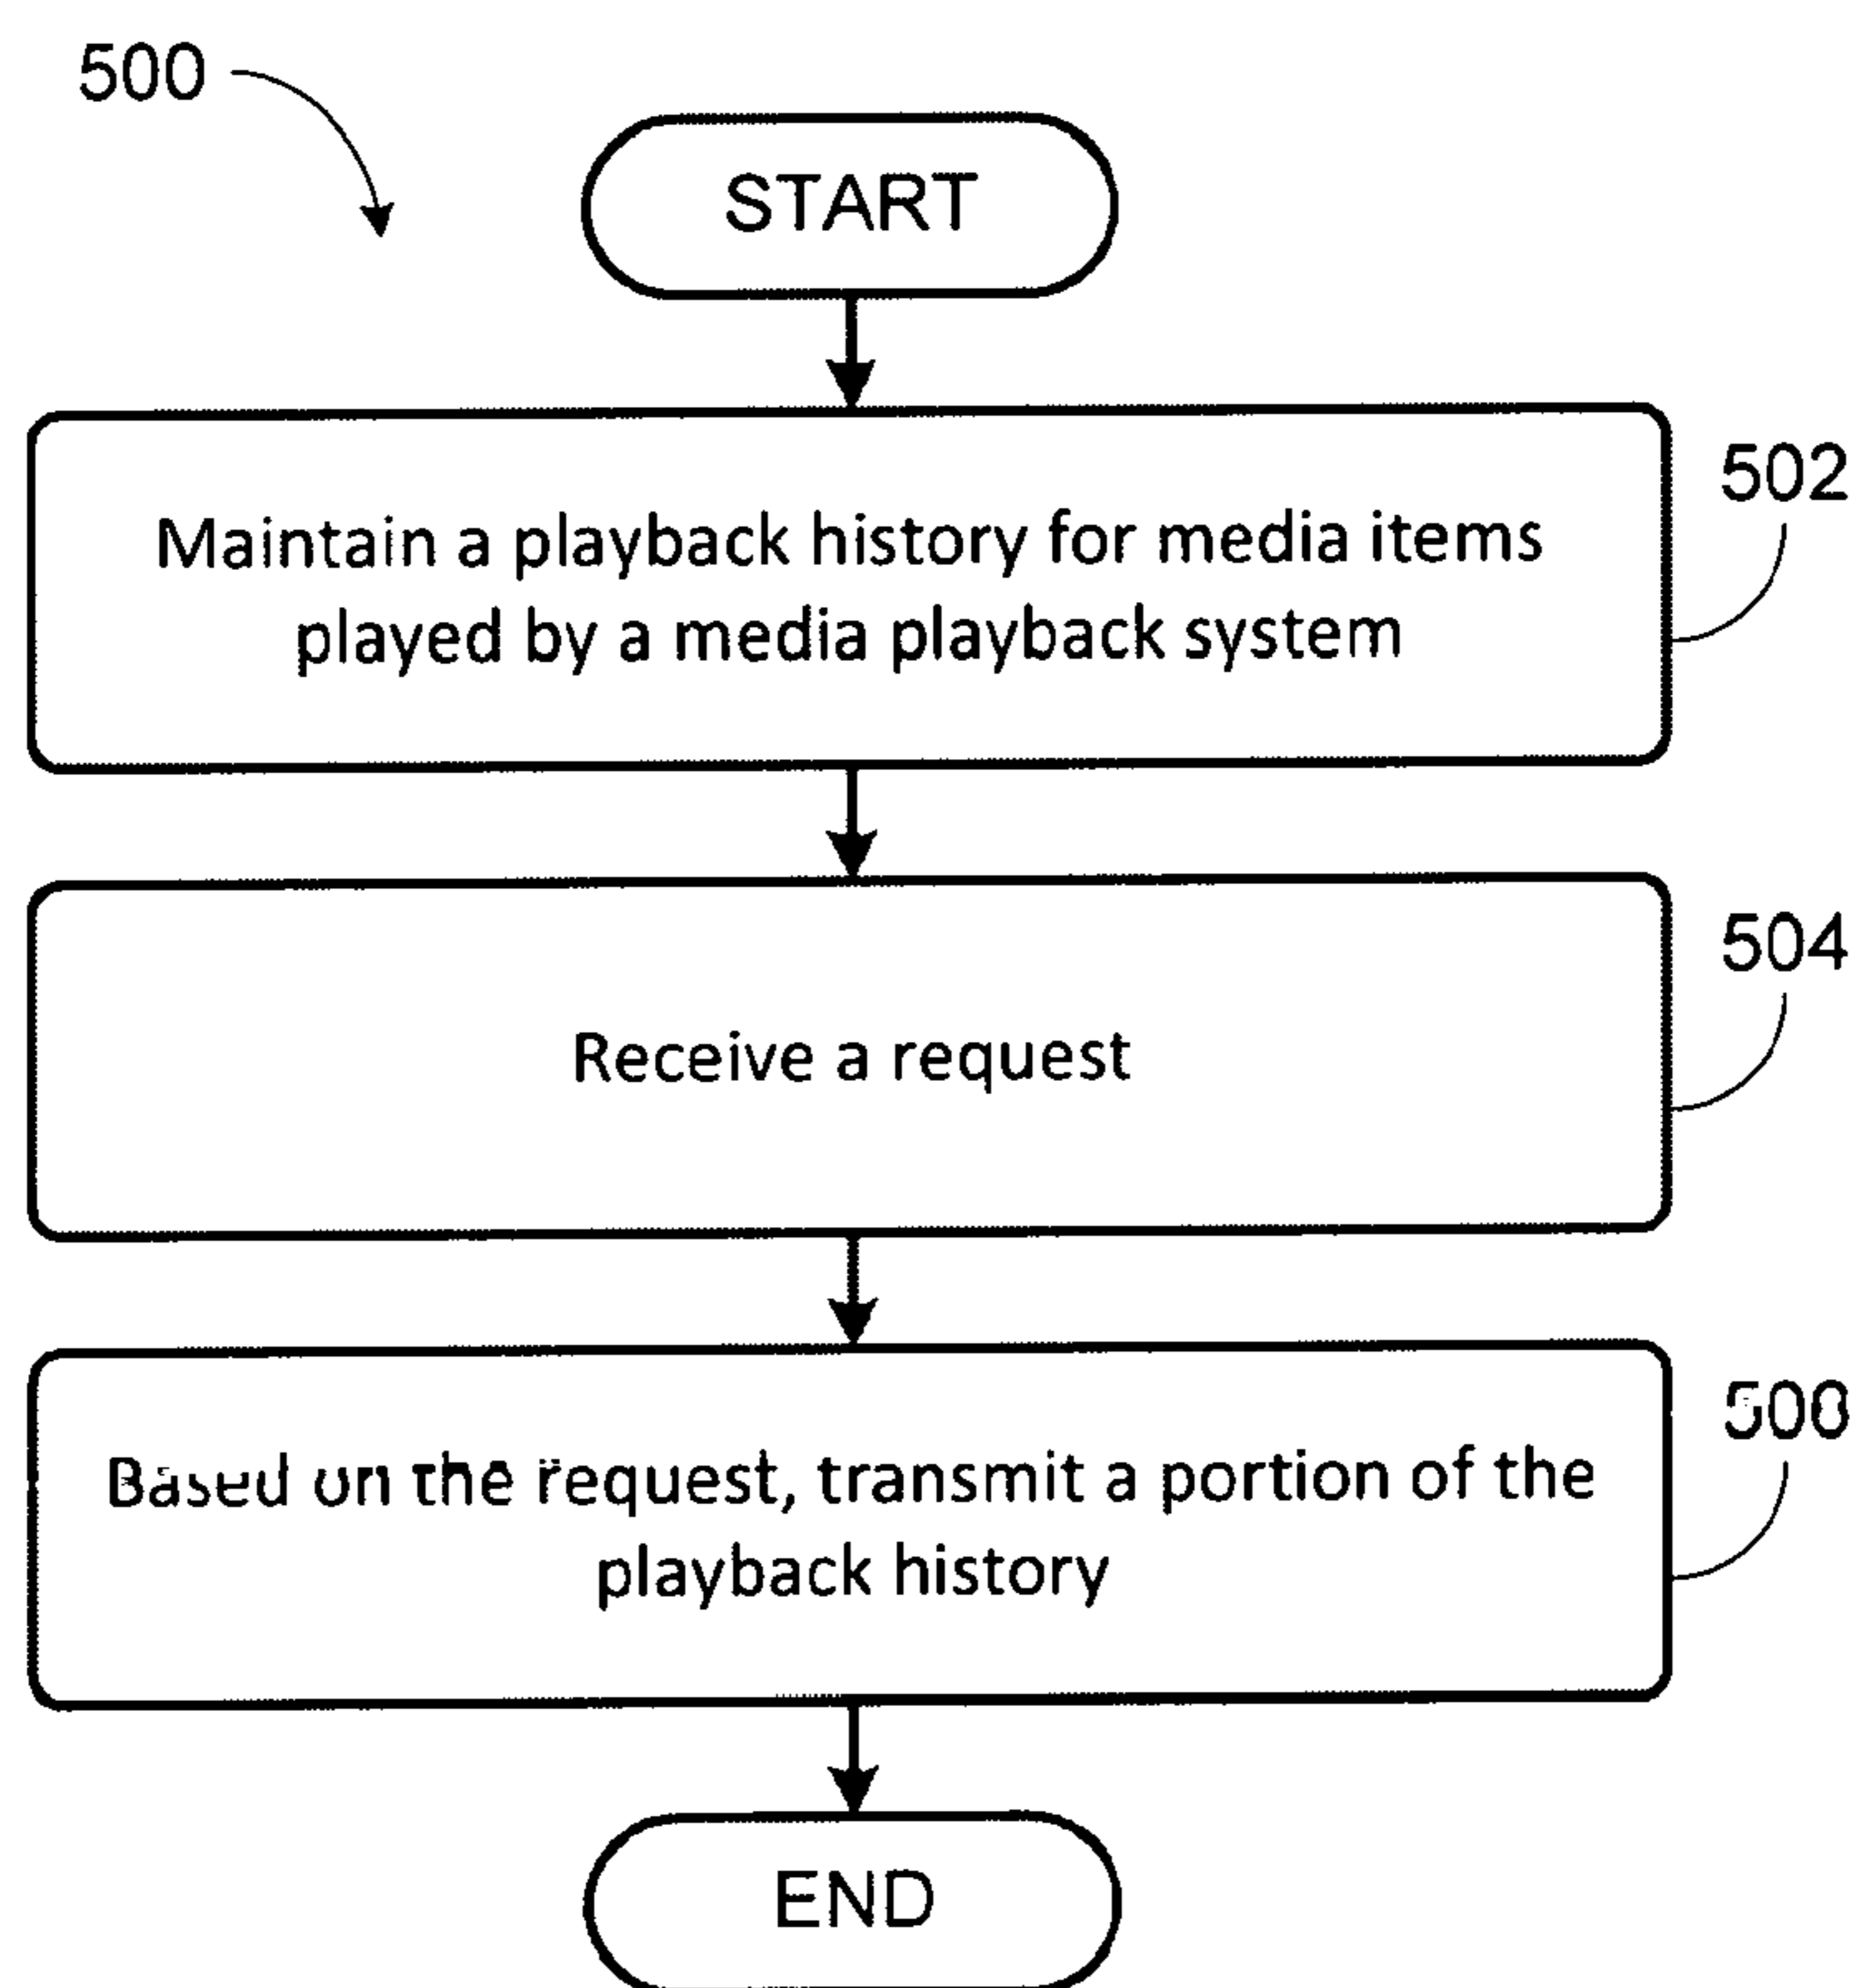 500
START
Maintain a playback history for media items
played by a media playback system
502
Receive a request
504
Based on the request, transmit a portion of the
playback history
END